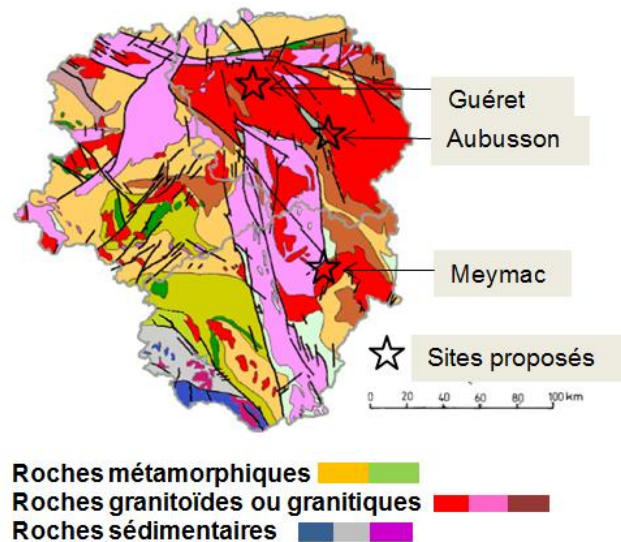 Guéret
Aubusson
Meymac
Sites proposés
0 20 40 60 80 100 km
Roches métamorphiques
Roches granitoïdes ou granitiques
Roches sédimentaires